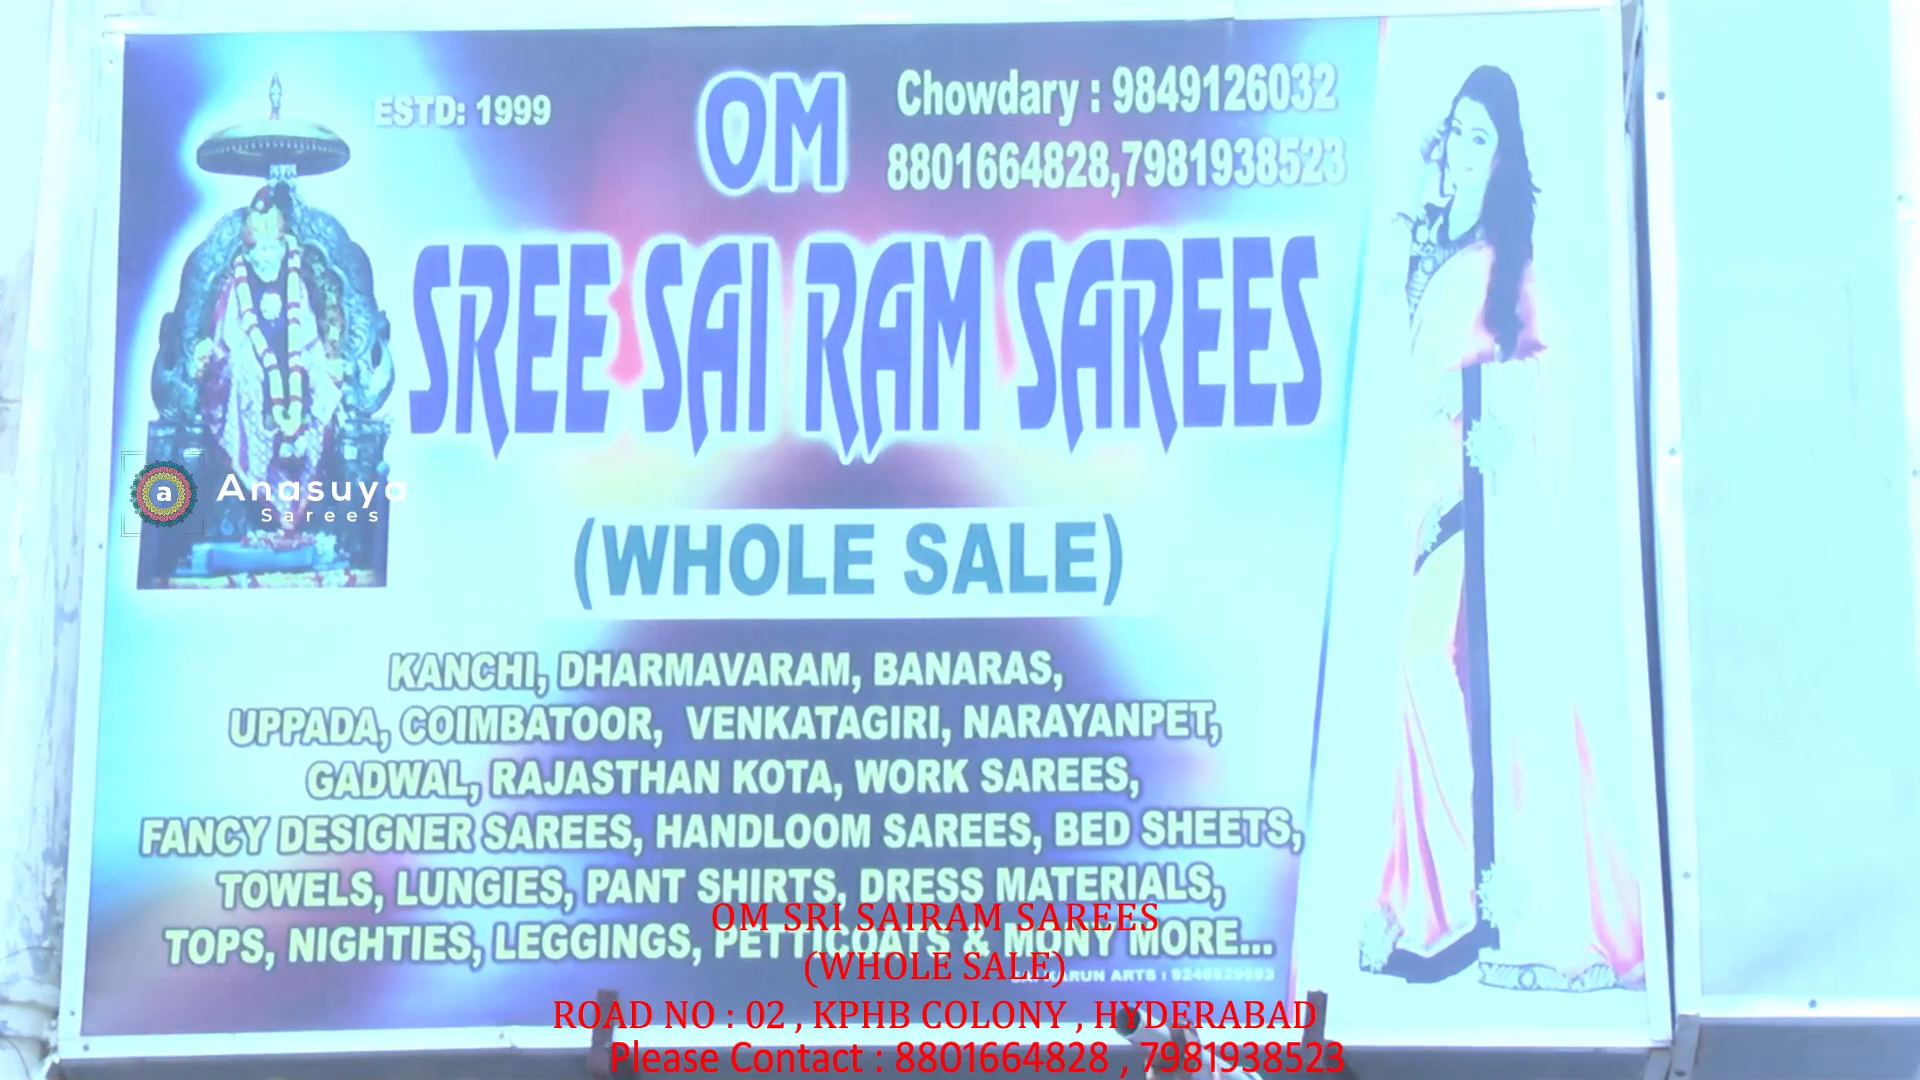 ESTD: 1999
OM
Chowdary : 9849126032
8801664828,7981938523
SREE SAI RAM SAREES
a Anasuya
Sarees
(WHOLE SALE)
KANCHI, DHARMAVARAM, BANARAS,
UPPADA, COIMBATOOR, VENKATAGIRI, NARAYANPET,
GADWAL, RAJASTHAN KOTA, WORK SAREES,
FANCY DESIGNER SAREES, HANDLOOM SAREES, BED SHEETS,
TOWELS, LUNGIES, PANT SHIRTS, DRESS MATERIALS,
TOPS, NIGHTIES, LEGGINGS, PETTICOATS & MONY MORE...
ARTS :
OM SRI SAIRAM SAREES
(WHOLE SALE)
ROAD NO : 02 , KPHB COLONY , HYDERABAD
Please Contact : 8801664828 , 7981938523